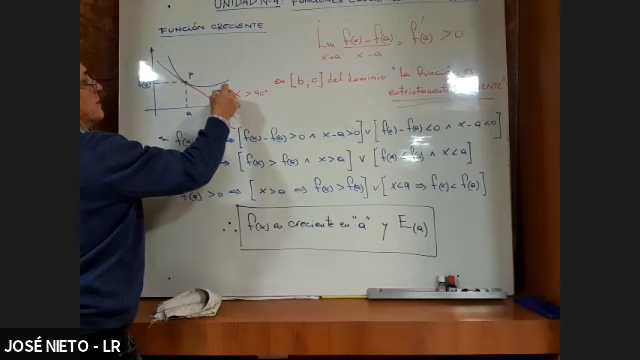 UNIDAD N-4: FUNCIONES
FUNCIÓN CRECIENTE
Lim f(x) - f(a) / x - a = f'(a) > 0
x→a
P
f(a)
a
α > 90°
en [b, c] del dominio "La función es
estrictamente
f'(a) [f(x) - f(a) > 0 ∧ x - a > 0] ∨ [f(x) - f(a) < 0 ∧ x - a < 0]
⇒ [f(x) > f(a) ∧ x > a] ∨ [f(x) < f(a) ∧ x < a]
f'(a) > 0 ⇒ [x > a ⇒ f(x) > f(a)] ∨ [x < a ⇒ f(x) < f(a)]
∴ f(x) es creciente en "a" y E(a)
JOSÉ NIETO - LR